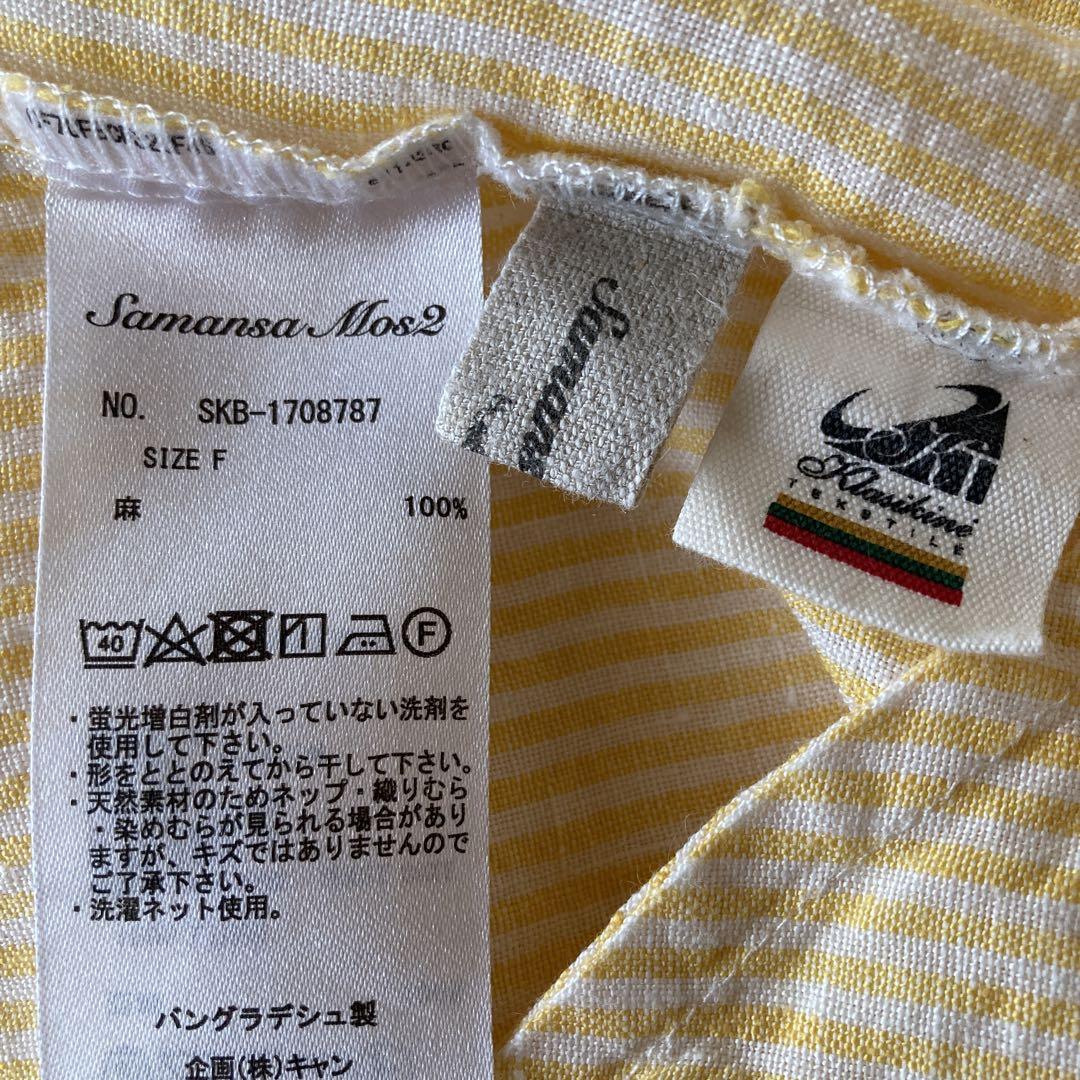 Samansa Mos2
NO. SKB-1708787
SIZE F
麻 100%
40
F
・蛍光増白剤が入っていない洗剤を
使用して下さい。
・形をととのえてから干して下さい。
・天然素材のためネップ・織りむら
・染めむらが見られる場合があり
ますが、キズではありませんので
ご了承下さい。
・洗濯ネット使用。
バングラデシュ製
企画(株)キャン
Klasikinė
TEKSTILE